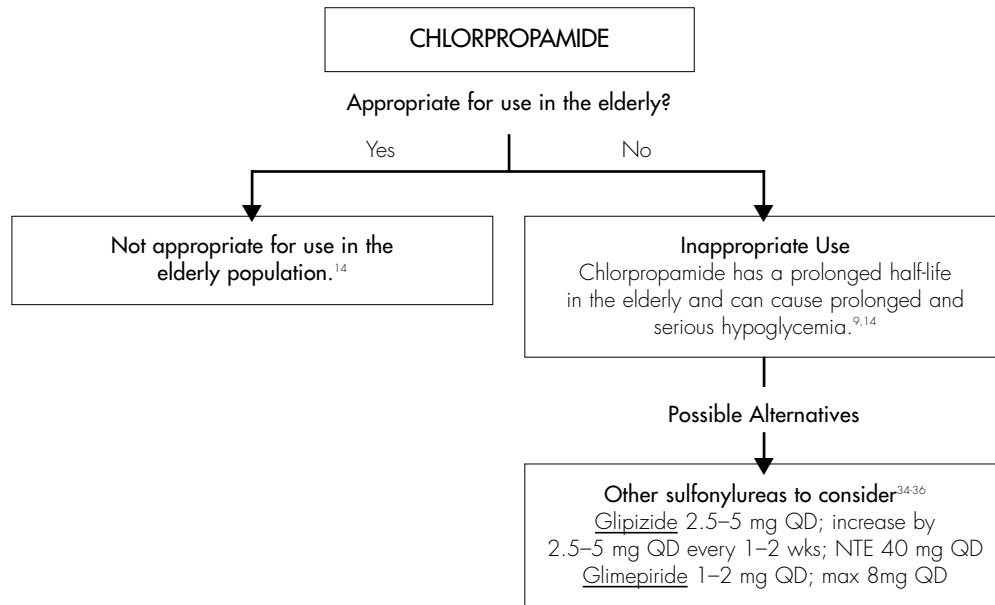 CHLORPROPAMIDE
Appropriate for use in the elderly?
Yes
No
Not appropriate for use in the
elderly population.14
Inappropriate Use
Chlorpropamide has a prolonged half-life
in the elderly and can cause prolonged and
serious hypoglycemia.9,14
Possible Alternatives
Other sulfonylureas to consider34-36
Glipizide 2.5–5 mg QD; increase by
2.5–5 mg QD every 1–2 wks; NTE 40 mg QD
Glimepiride 1–2 mg QD; max 8mg QD